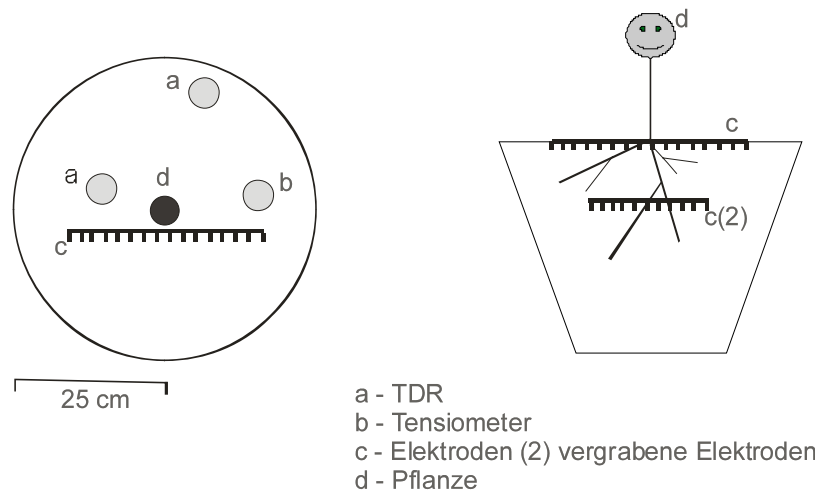 a
a
d
b
c
25 cm
d
c
c(2)
a - TDR
b - Tensiometer
c - Elektroden (2) vergrabene Elektroden
d - Pflanze